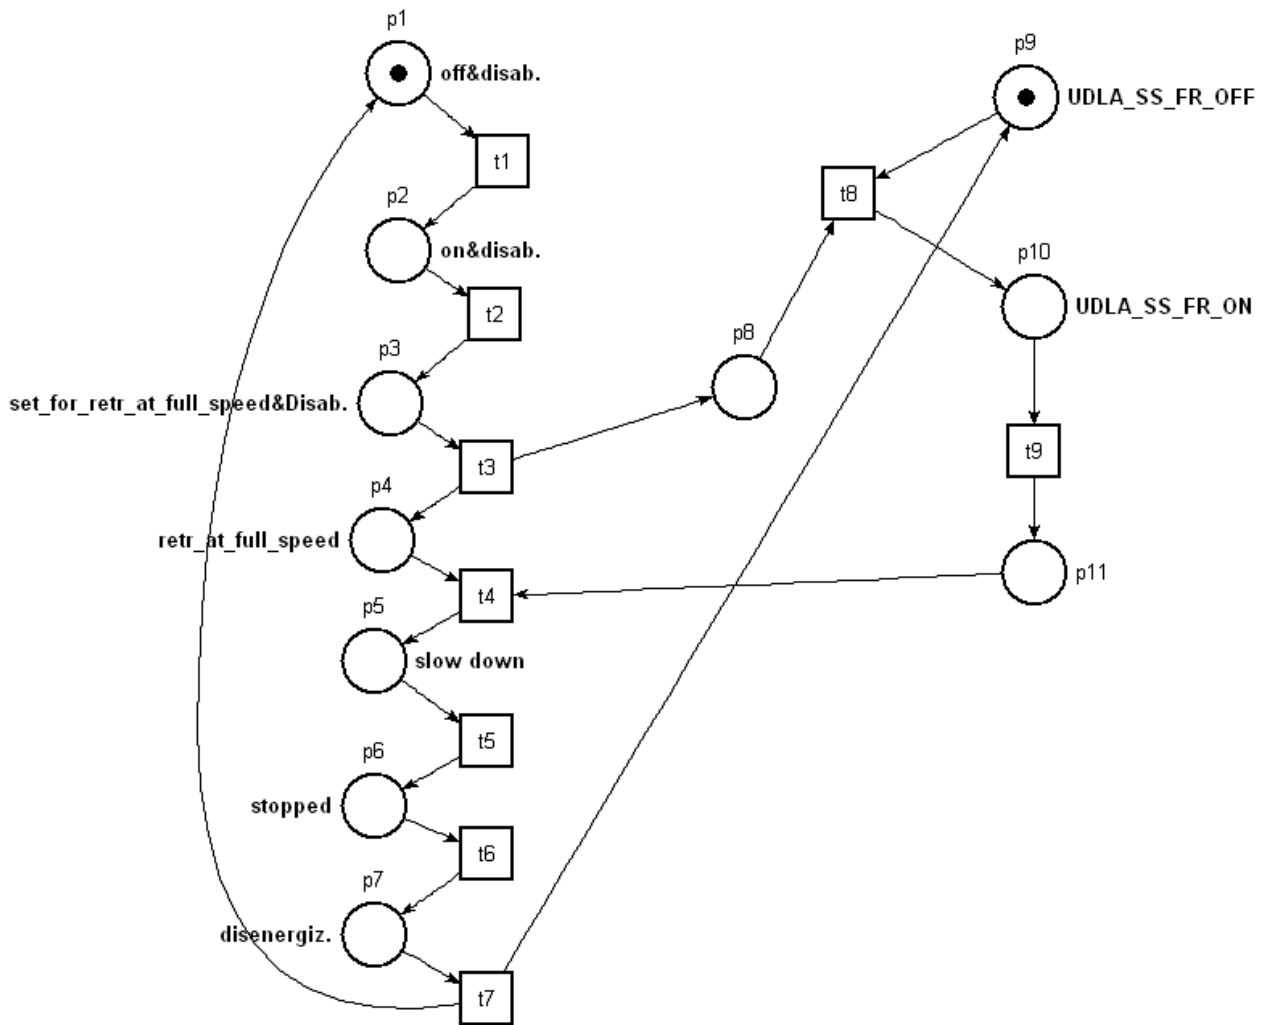 p1
off&disab.
t1
p2
on&disab.
t2
p3
set_for_retr_at_full_speed&Disab.
t3
p4
retr_at_full_speed
t4
p5
slow down
t5
p6
stopped
t6
p7
disenergiz.
t7
p8
p9
UDLA_SS_FR_OFF
t8
p10
UDLA_SS_FR_ON
t9
p11